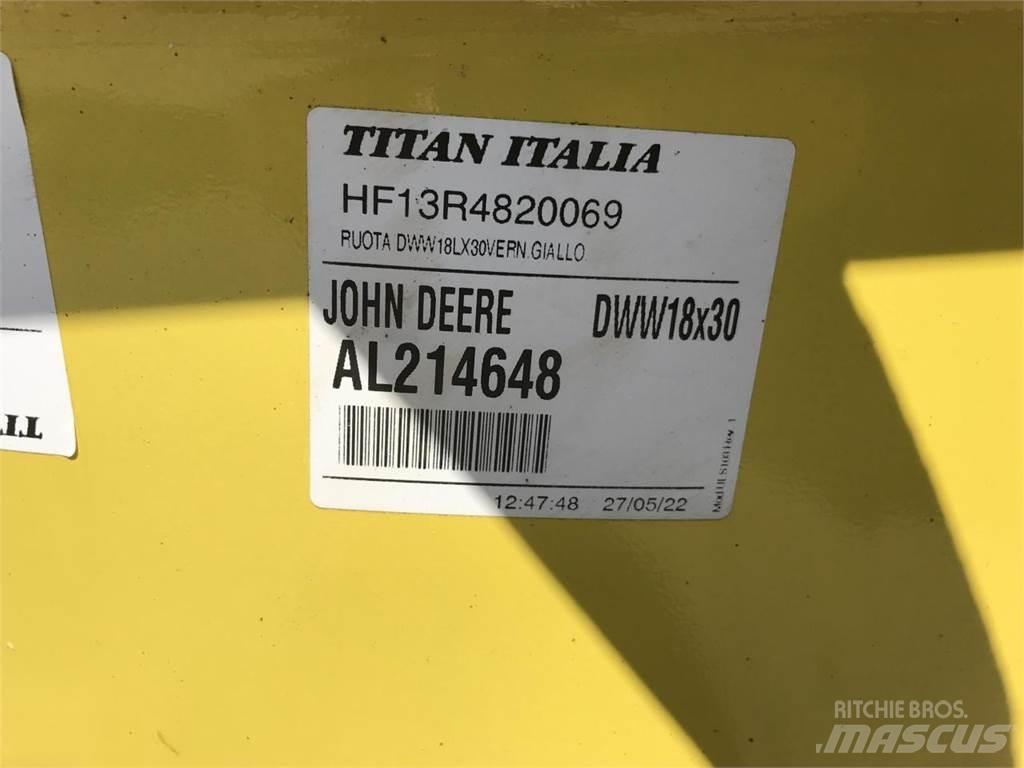 TITAN ITALIA
HF13R4820069
RUOTA DWW18LX30VERN.GIALLO
JOHN DEERE DWW18x30
AL214648
12:47:48 27/05/22
RITCHIE BROS.
MASCUS